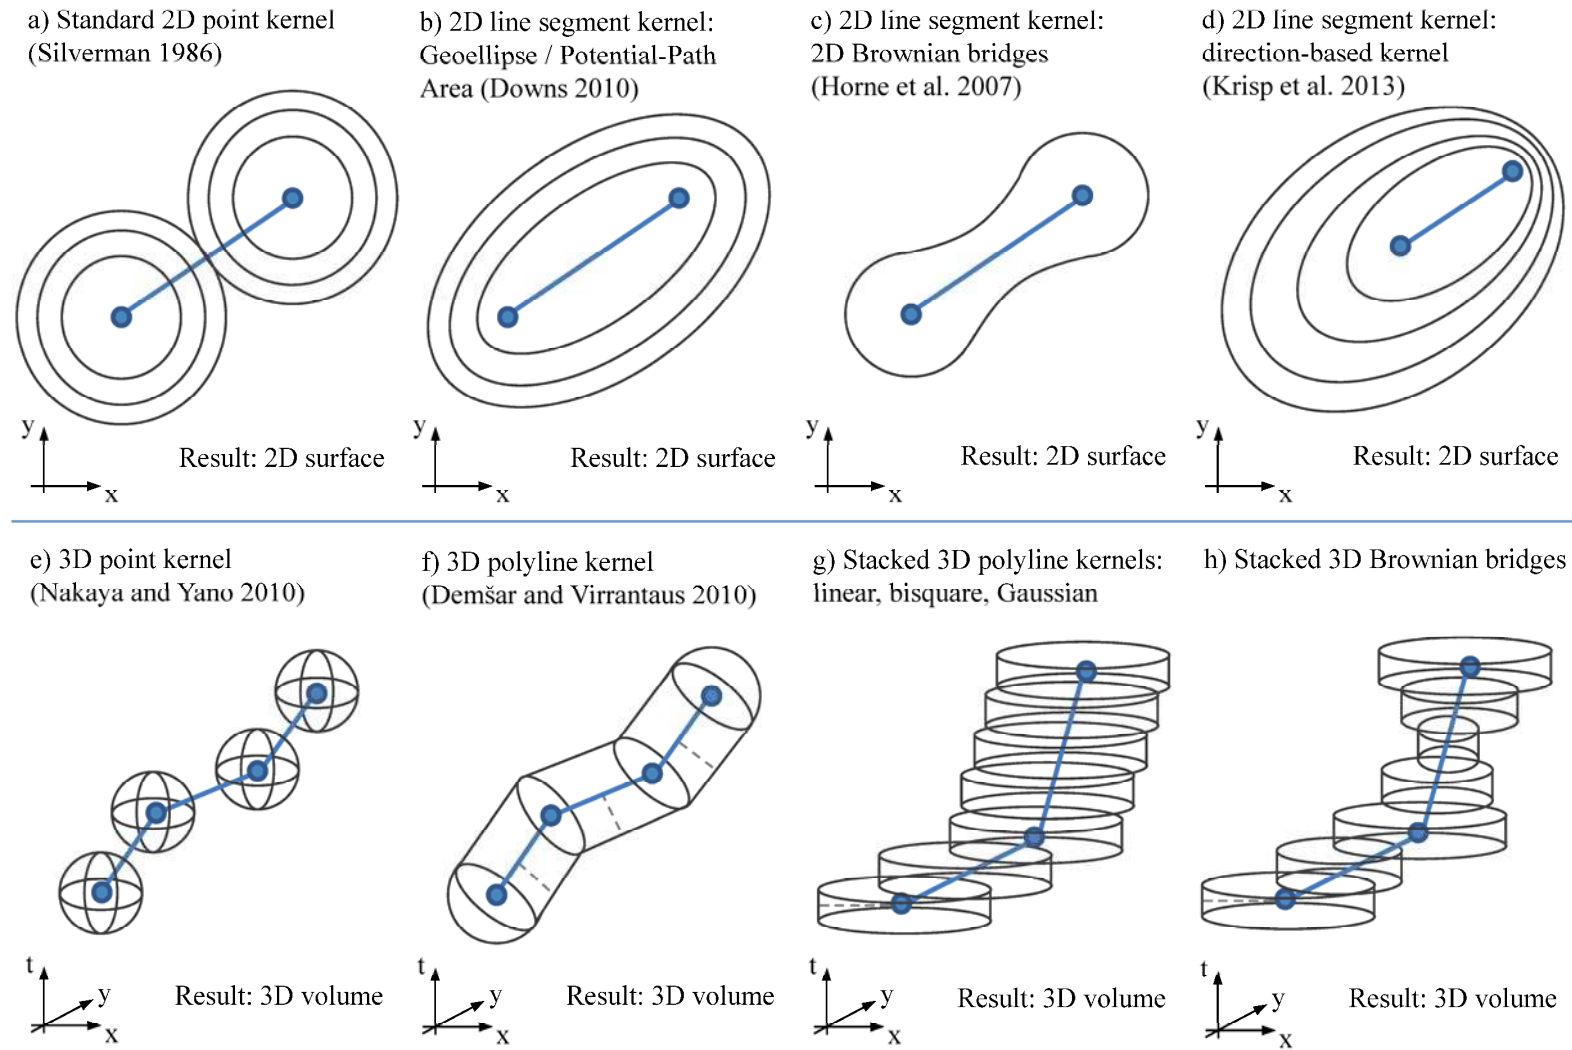 a) Standard 2D point kernel
(Silverman 1986)
b) 2D line segment kernel:
Geoellipse / Potential-Path
Area (Downs 2010)
c) 2D line segment kernel:
2D Brownian bridges
(Horne et al. 2007)
d) 2D line segment kernel:
direction-based kernel
(Krisp et al. 2013)
y
x
Result: 2D surface
y
x
Result: 2D surface
y
x
Result: 2D surface
y
x
Result: 2D surface
e) 3D point kernel
(Nakaya and Yano 2010)
f) 3D polyline kernel
(Demšar and Virrantaus 2010)
g) Stacked 3D polyline kernels:
linear, bisquare, Gaussian
h) Stacked 3D Brownian bridges
t
y
x
Result: 3D volume
t
y
x
Result: 3D volume
t
y
x
Result: 3D volume
t
y
x
Result: 3D volume